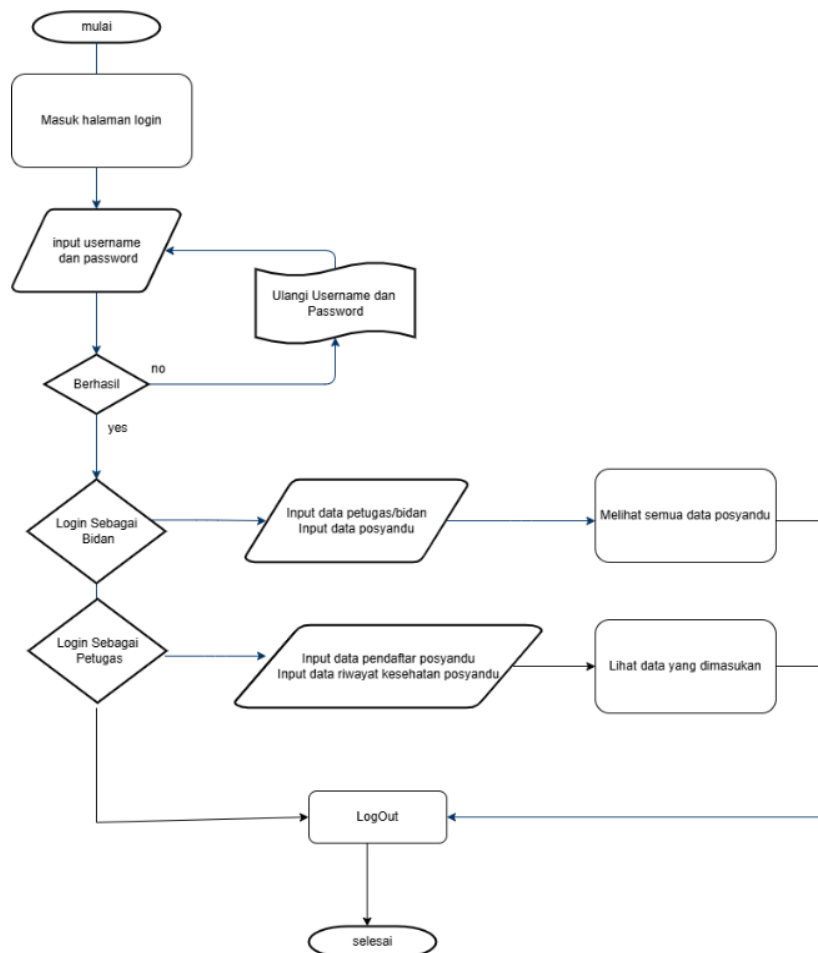 mulai
Masuk halaman login
input username
dan password
Ulangi Username dan
Password
Berhasil
no
yes
Login Sebagai
Bidan
Input data petugas/bidan
Input data posyandu
Melihat semua data posyandu
Login Sebagai
Petugas
Input data pendaftar posyandu
Input data riwayat kesehatan posyandu
Lihat data yang dimasukan
LogOut
selesai